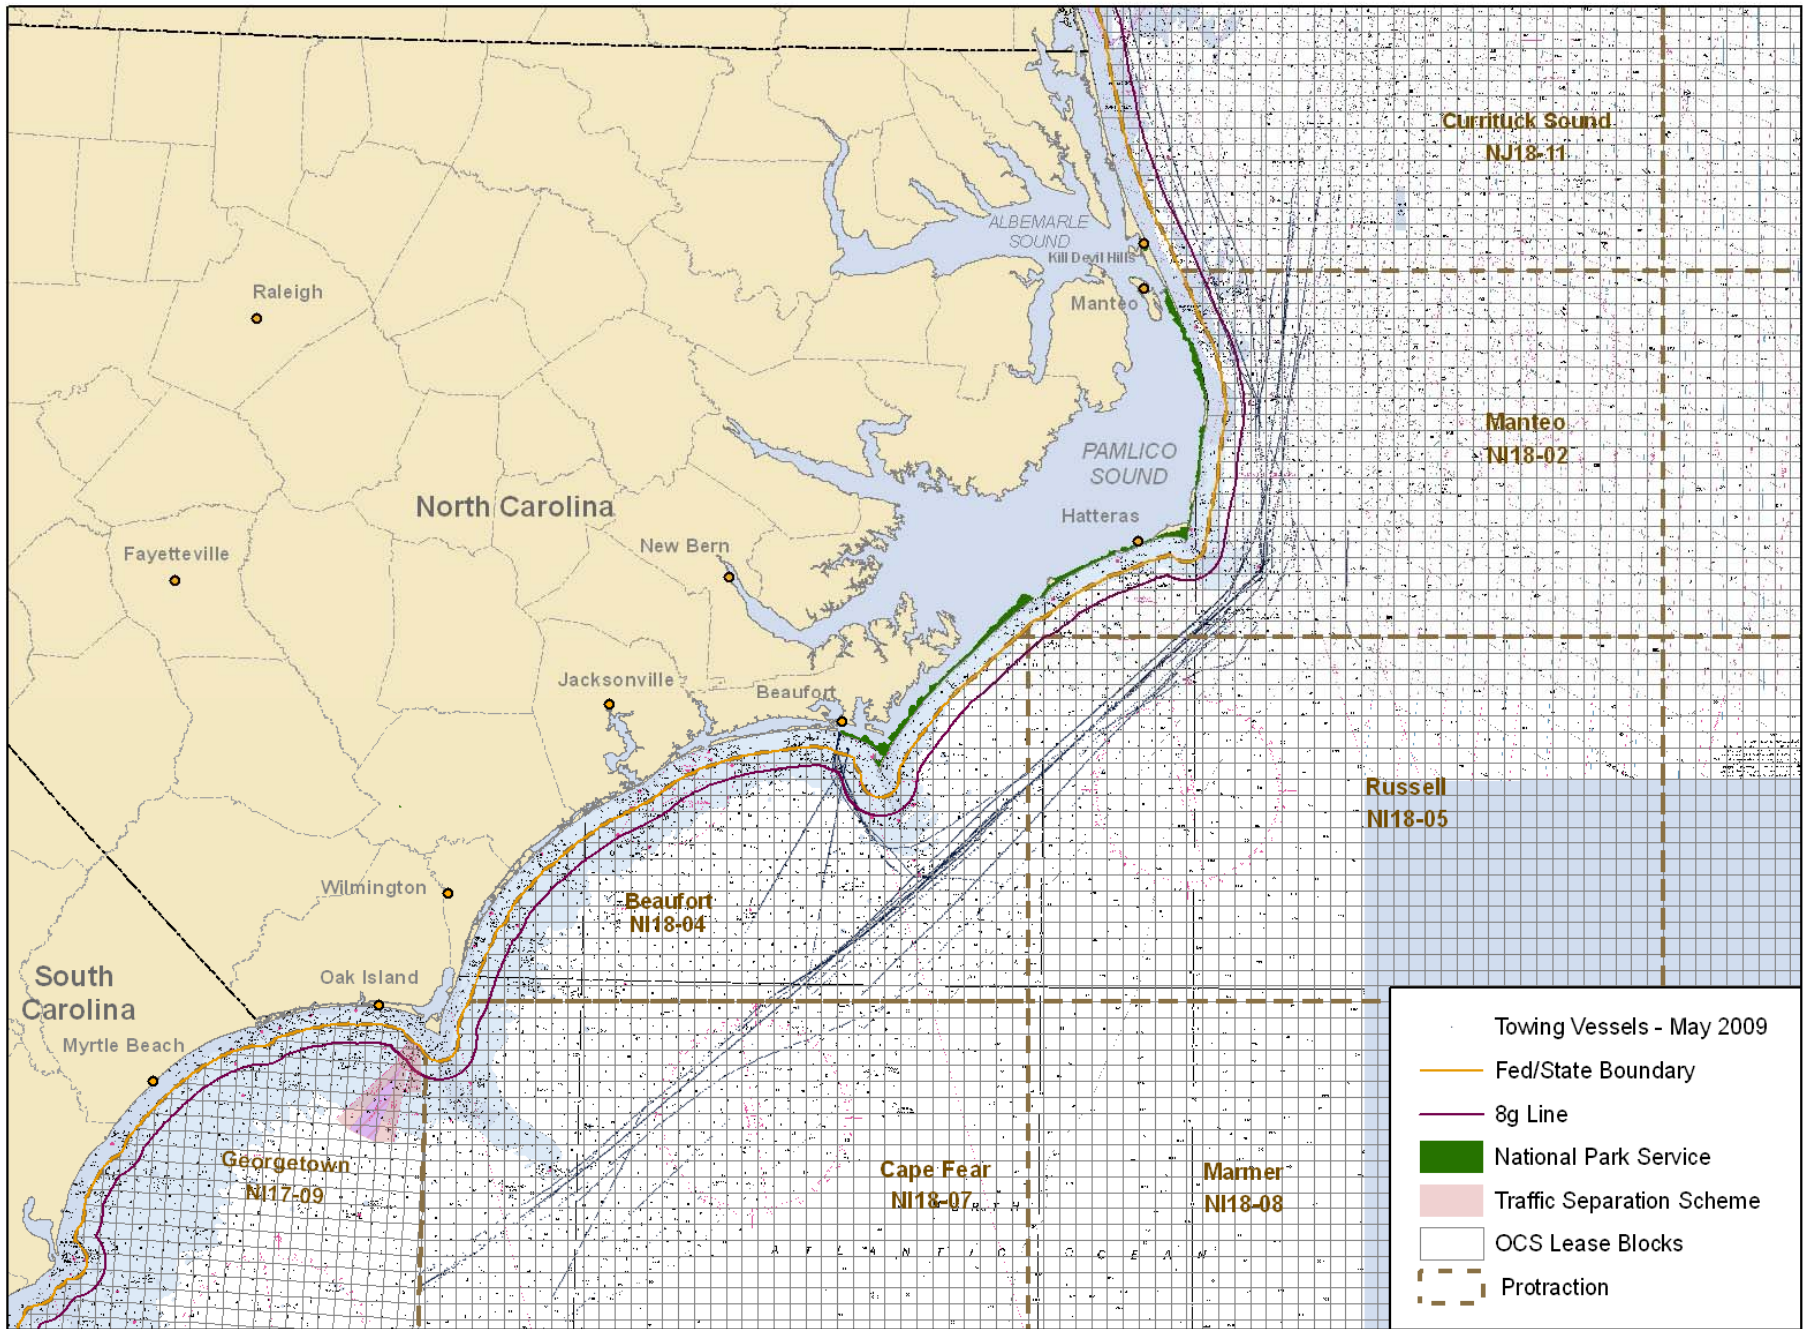 Currituck Sound
NJ18-11
ALBEMARLE
SOUND
Kill Devil Hills
Manteo
Raleigh
Manteo
NI18-02
PAMLICO
SOUND
North Carolina
Hatteras
Fayetteville
New Bern
Jacksonville
Beaufort
Russell
NI18-05
Wilmington
Beaufort
NI18-04
South
Carolina
Oak Island
Myrtle Beach
Georgetown
NI17-09
Cape Fear
NI18-07
Marmer
NI18-08
ATLANTIC OCEAN
Towing Vessels - May 2009
Fed/State Boundary
8g Line
National Park Service
Traffic Separation Scheme
OCS Lease Blocks
Protraction